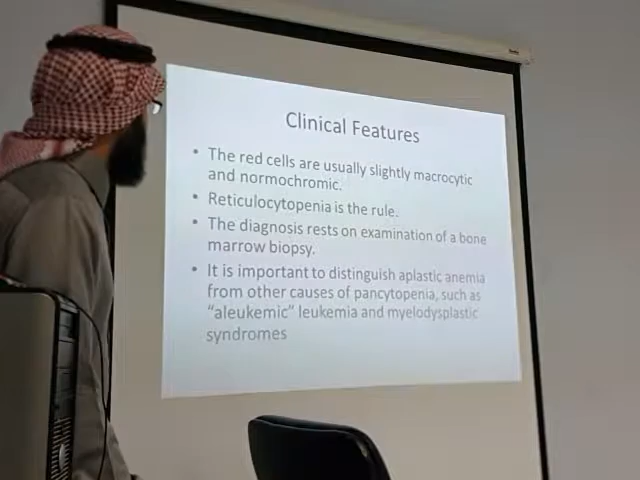 Clinical Features
• The red cells are usually slightly macrocytic
and normochromic.
• Reticulocytopenia is the rule.
• The diagnosis rests on examination of a bone
marrow biopsy.
• It is important to distinguish aplastic anemia
from other causes of pancytopenia, such as
“aleukemic” leukemia and myelodysplastic
syndromes